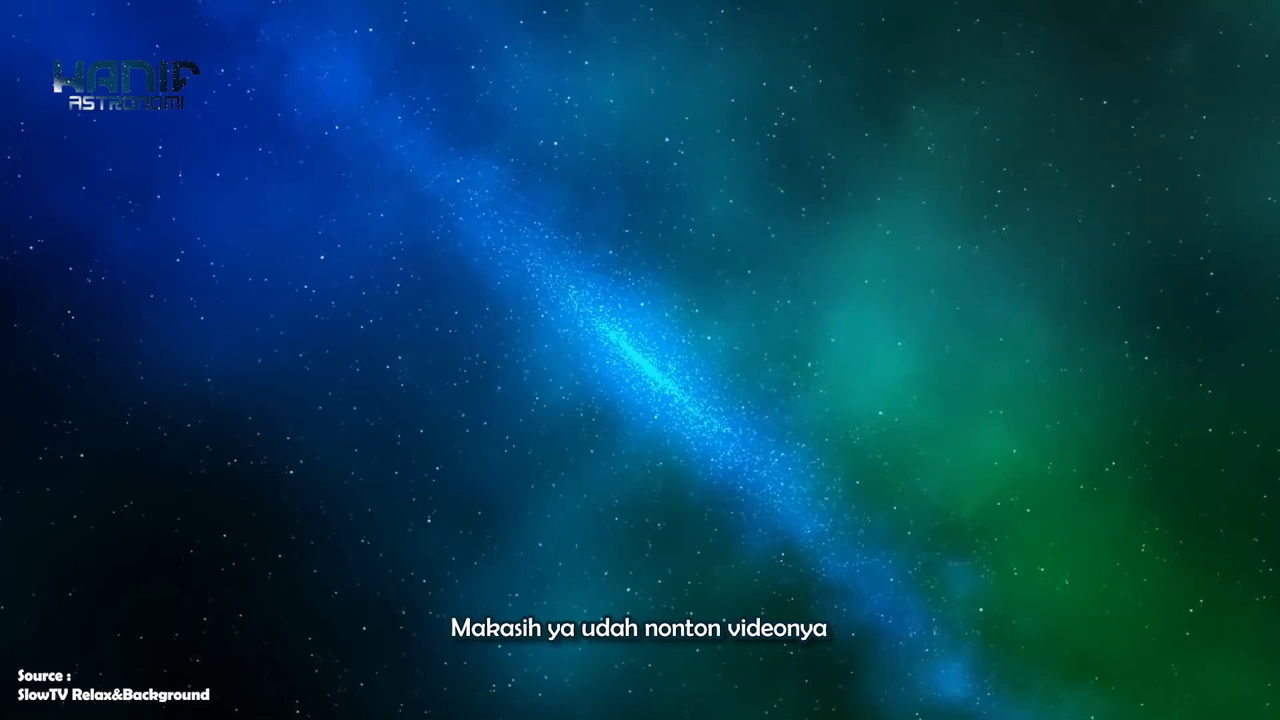 HANIF
ASTRONOMI
Makasih ya udah nonton videonya
Source :
SlowTV Relax&Background